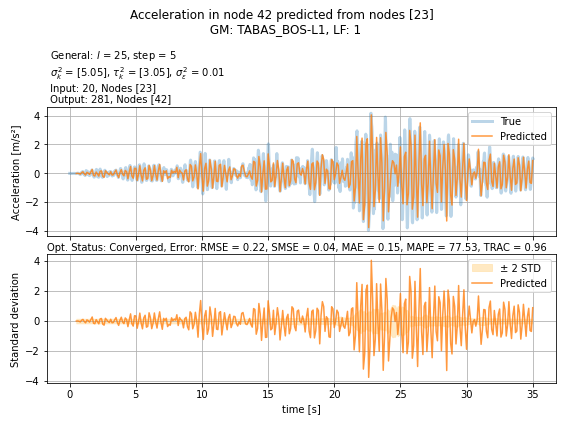 Acceleration in node 42 predicted from nodes [23]
GM: TABAS_BOS-L1, LF: 1
General: l = 25, step = 5
σ²ₖ = [5.05], τ²ₖ = [3.05], σ²ε = 0.01
Input: 20, Nodes [23]
Output: 281, Nodes [42]
Acceleration [m/s²]
4
2
0
−2
−4
True
Predicted
Opt. Status: Converged, Error: RMSE = 0.22, SMSE = 0.04, MAE = 0.15, MAPE = 77.53, TRAC = 0.96
Standard deviation
4
2
0
−2
−4
± 2 STD
Predicted
0 5 10 15 20 25 30 35
time [s]